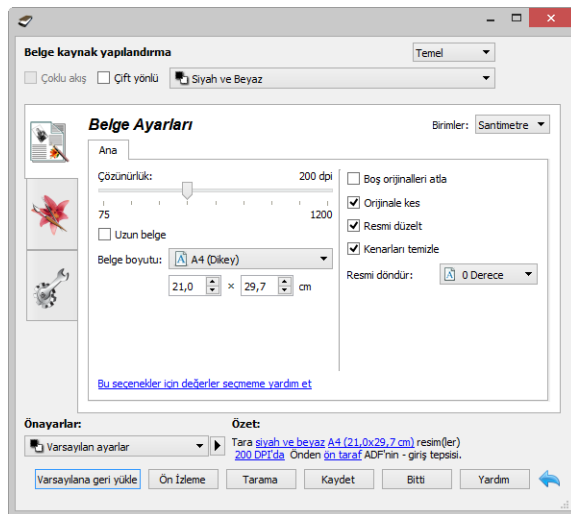 Belge kaynak yapılandırma
Temel
Çoklu akış
Çift yönlü
Siyah ve Beyaz
Belge Ayarları
Birimler: Santimetre
Ana
Çözünürlük: 200 dpi
75 1200
Uzun belge
Belge boyutu: A4 (Dikey)
21,0 × 29,7 cm
Boş orijinalleri atla
Orijinale kes
Resmi düzelt
Kenarları temizle
Resmi döndür: 0 Derece
Bu seçenekler için değerler seçmeme yardım et
Önayarlar:
Varsayılan ayarlar
Özet:
Tara siyah ve beyaz A4 (21,0x29,7 cm) resim(ler)
200 DPI'da Önden ön taraf ADF'nin - giriş tepsisi.
Varsayılana geri yükle Ön İzleme Tarama Kaydet Bitti Yardım